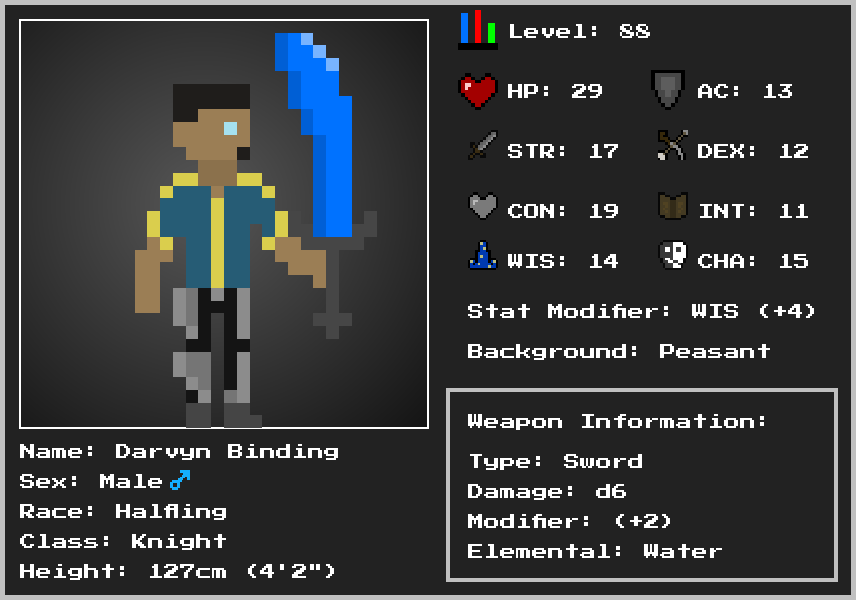 Level: 88
HP: 29 AC: 13
STR: 17 DEX: 12
CON: 19 INT: 11
WIS: 14 CHA: 15
Stat Modifier: WIS (+4)
Background: Peasant
Weapon Information:
Type: Sword
Damage: d6
Modifier: (+2)
Elemental: Water
Name: Darvyn Binding
Sex: Male ♂
Race: Halfling
Class: Knight
Height: 127cm (4'2")